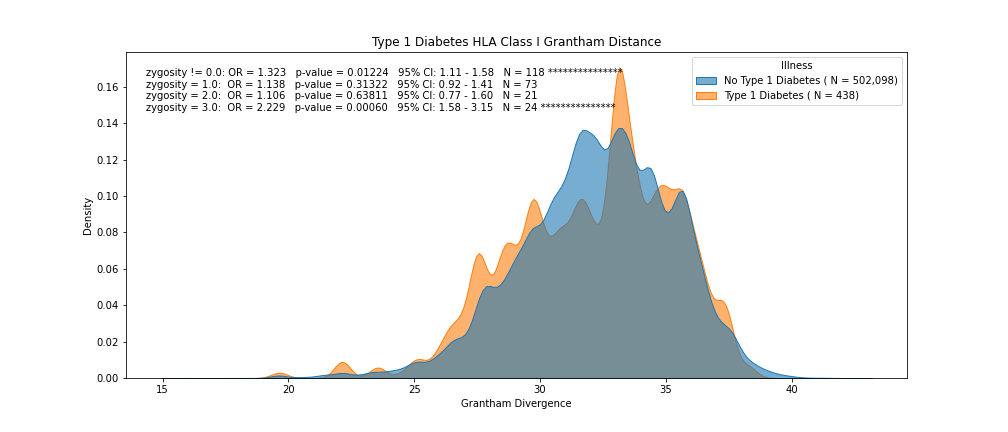 Type 1 Diabetes HLA Class I Grantham Distance
zygosity != 0.0: OR = 1.323 p-value = 0.01224 95% CI: 1.11 - 1.58 N = 118 ***************
zygosity = 1.0: OR = 1.138 p-value = 0.31322 95% CI: 0.92 - 1.41 N = 73
zygosity = 2.0: OR = 1.106 p-value = 0.63811 95% CI: 0.77 - 1.60 N = 21
zygosity = 3.0: OR = 2.229 p-value = 0.00060 95% CI: 1.58 - 3.15 N = 24 ***************
Illness
No Type 1 Diabetes ( N = 502,098)
Type 1 Diabetes ( N = 438)
Density
0.16
0.14
0.12
0.10
0.08
0.06
0.04
0.02
0.00
15 20 25 30 35 40
Grantham Divergence